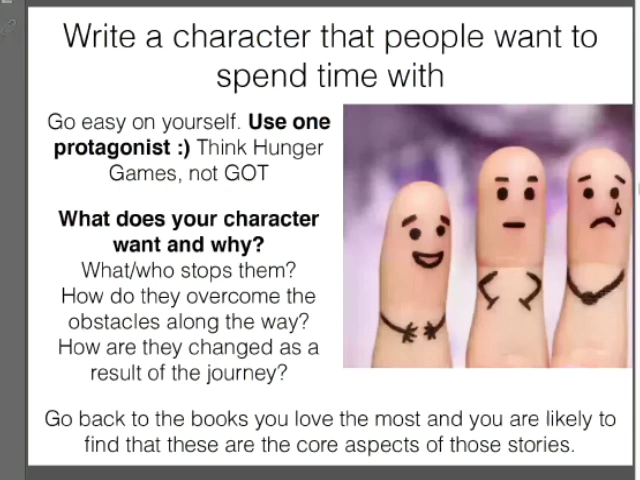 Write a character that people want to
spend time with
Go easy on yourself. Use one
protagonist :) Think Hunger
Games, not GOT
What does your character
want and why?
What/who stops them?
How do they overcome the
obstacles along the way?
How are they changed as a
result of the journey?
Go back to the books you love the most and you are likely to
find that these are the core aspects of those stories.